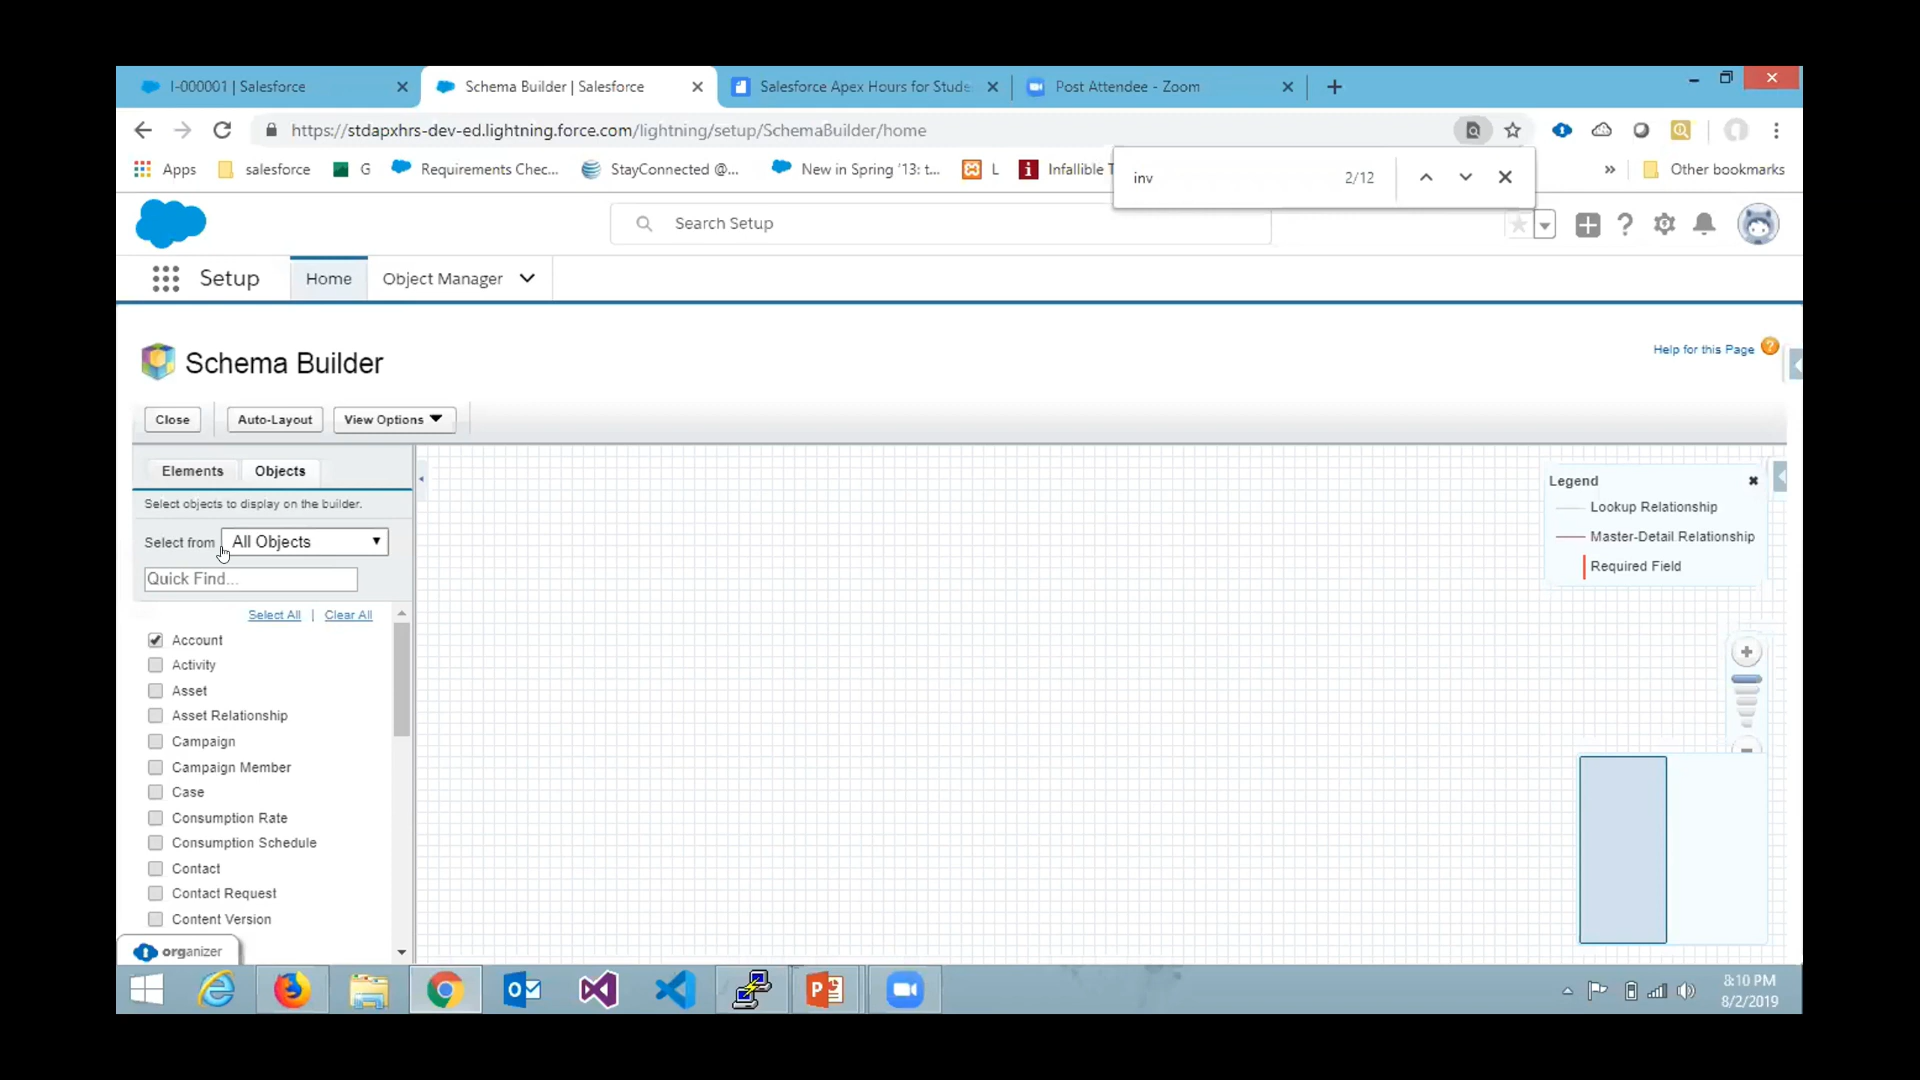 I-000001 | Salesforce
Schema Builder | Salesforce
Salesforce Apex Hours for Stude
Post Attendee - Zoom
https://stdapxhrs-dev-ed.lightning.force.com/lightning/setup/SchemaBuilder/home
Apps
salesforce
G
Requirements Chec...
StayConnected @...
New in Spring '13: t...
L
Infallible T
inv
2/12
»
Other bookmarks
Search Setup
Setup
Home
Object Manager
Schema Builder
Help for this Page
Close
Auto-Layout
View Options
Elements
Objects
Select objects to display on the builder.
Select from
All Objects
Quick Find...
Select All | Clear All
Account
Activity
Asset
Asset Relationship
Campaign
Campaign Member
Case
Consumption Rate
Consumption Schedule
Contact
Contact Request
Content Version
organizer
Legend
Lookup Relationship
Master-Detail Relationship
Required Field
8:10 PM
8/2/2019